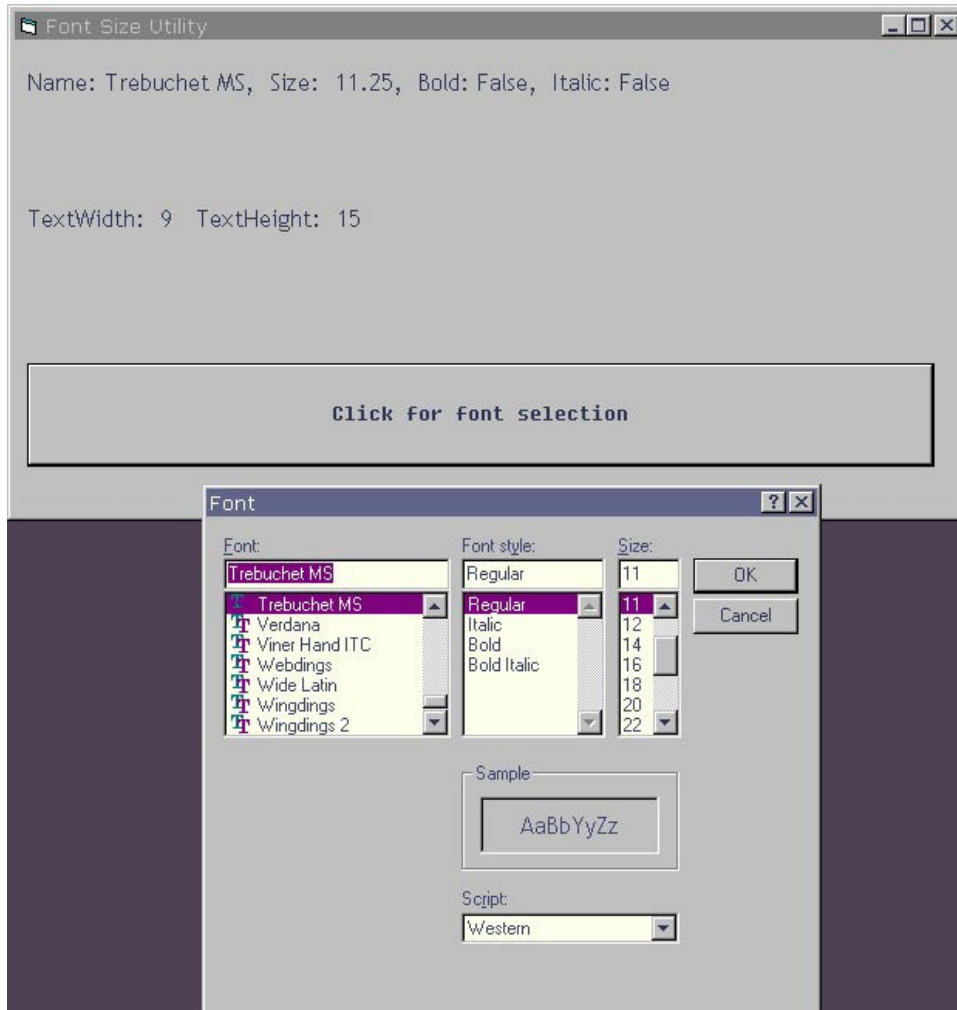 Font Size Utility
Name: Trebuchet MS, Size: 11.25, Bold: False, Italic: False
TextWidth: 9 TextHeight: 15
Click for font selection
Font
Font:
Trebuchet MS
Trebuchet MS
Verdana
Viner Hand ITC
Webdings
Wide Latin
Wingdings
Wingdings 2
Font style:
Regular
Regular
Italic
Bold
Bold Italic
Size:
11
11
12
14
16
18
20
22
OK
Cancel
Sample
AaBbYyZz
Script:
Western